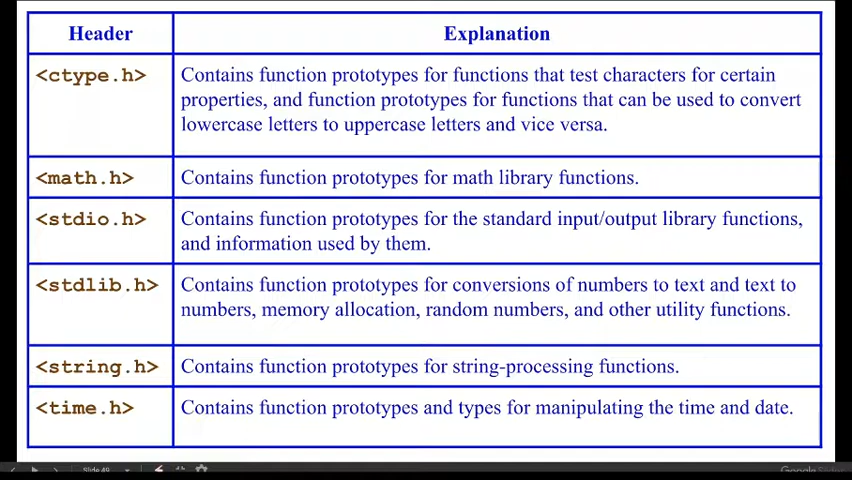 Header
Explanation
<ctype.h>
Contains function prototypes for functions that test characters for certain
properties, and function prototypes for functions that can be used to convert
lowercase letters to uppercase letters and vice versa.
<math.h>
Contains function prototypes for math library functions.
<stdio.h>
Contains function prototypes for the standard input/output library functions,
and information used by them.
<stdlib.h>
Contains function prototypes for conversions of numbers to text and text to
numbers, memory allocation, random numbers, and other utility functions.
<string.h>
Contains function prototypes for string-processing functions.
<time.h>
Contains function prototypes and types for manipulating the time and date.
Slide 49
Google Slides